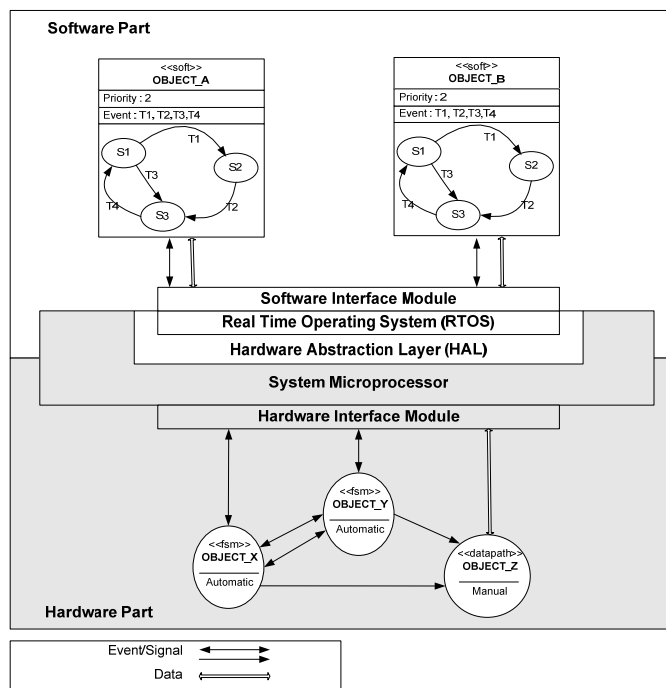 Software Part
<<soft>>
OBJECT_A
Priority : 2
Event : T1, T2,T3,T4
S1
T1
S2
T3
T4
S3
T2
<<soft>>
OBJECT_B
Priority : 2
Event : T1, T2,T3,T4
S1
T1
S2
T3
T4
S3
T2
Software Interface Module
Real Time Operating System (RTOS)
Hardware Abstraction Layer (HAL)
System Microprocessor
Hardware Interface Module
<<fsm>>
OBJECT_Y
Automatic
<<fsm>>
OBJECT_X
Automatic
<<datapath>>
OBJECT_Z
Manual
Hardware Part
Event/Signal
Data